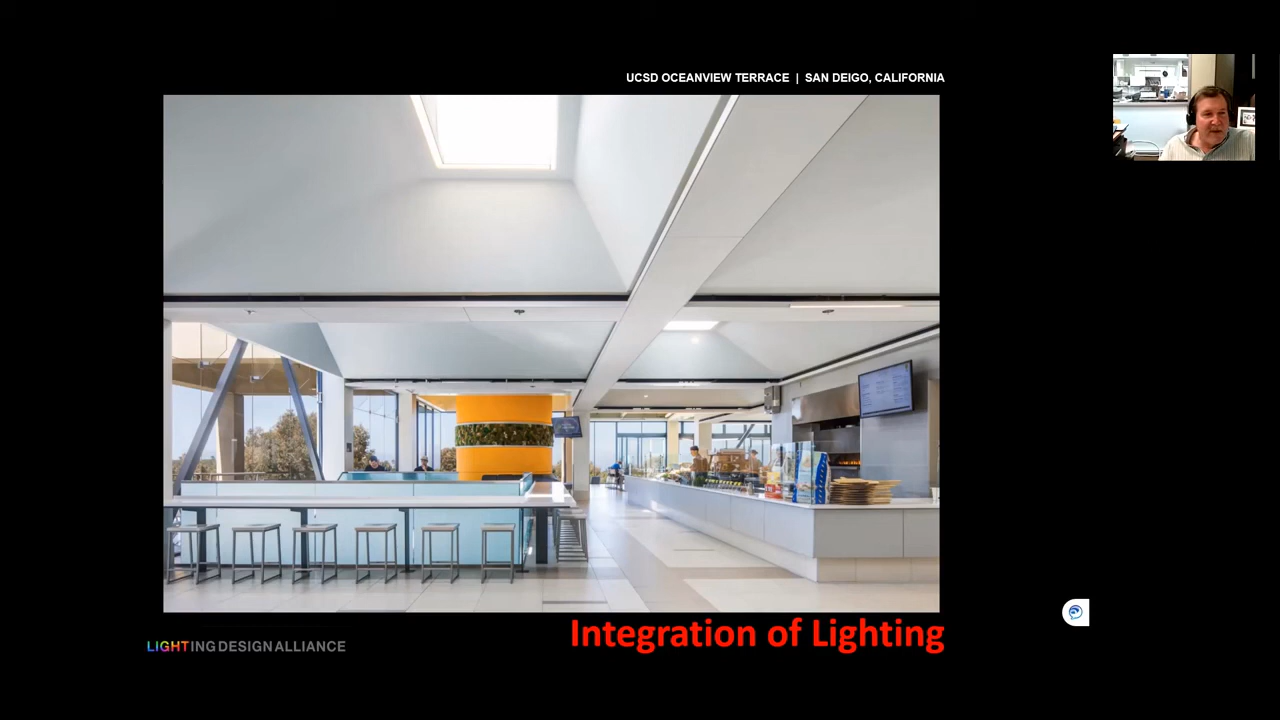 UCSD OCEANVIEW TERRACE | SAN DEIGO, CALIFORNIA
Integration of Lighting
LIGHTING DESIGN ALLIANCE